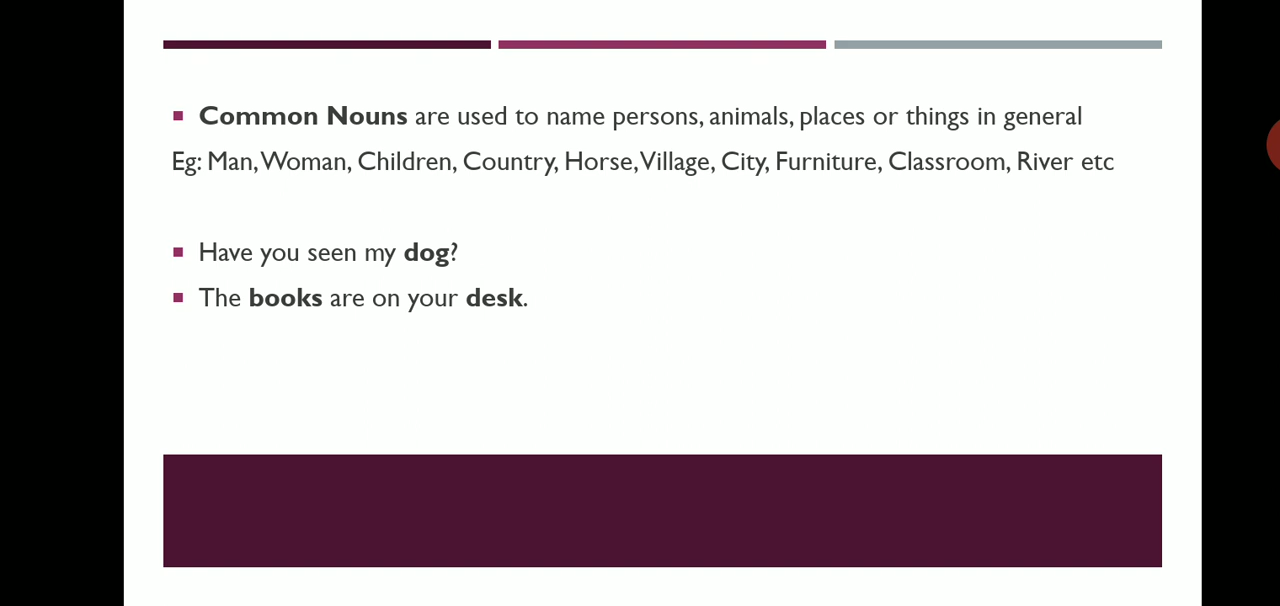 Common Nouns are used to name persons, animals, places or things in general
Eg: Man, Woman, Children, Country, Horse, Village, City, Furniture, Classroom, River etc
Have you seen my dog?
The books are on your desk.